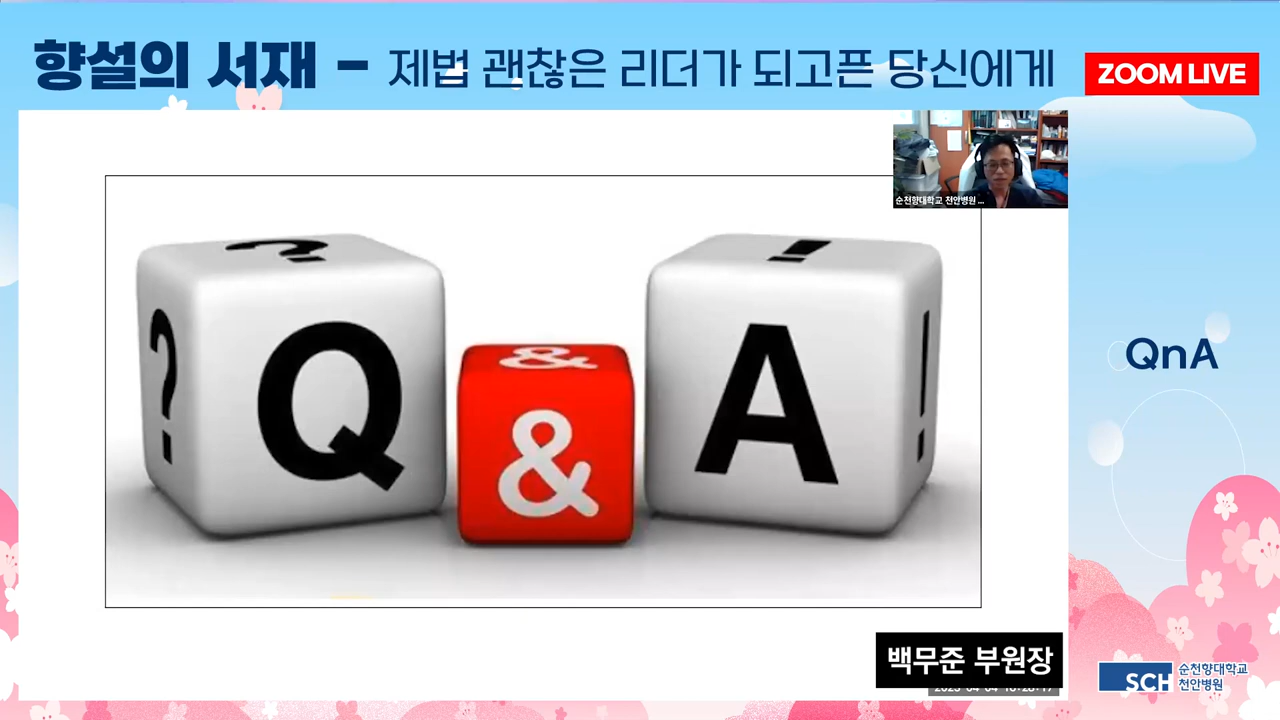 향설의 서재 - 제법 괜찮은 리더가 되고픈 당신에게
ZOOM LIVE
순천향대학교 천안병원 ...
? ? Q & & A ! !
QnA
백무준 부원장
SCH 순천향대학교
천안병원